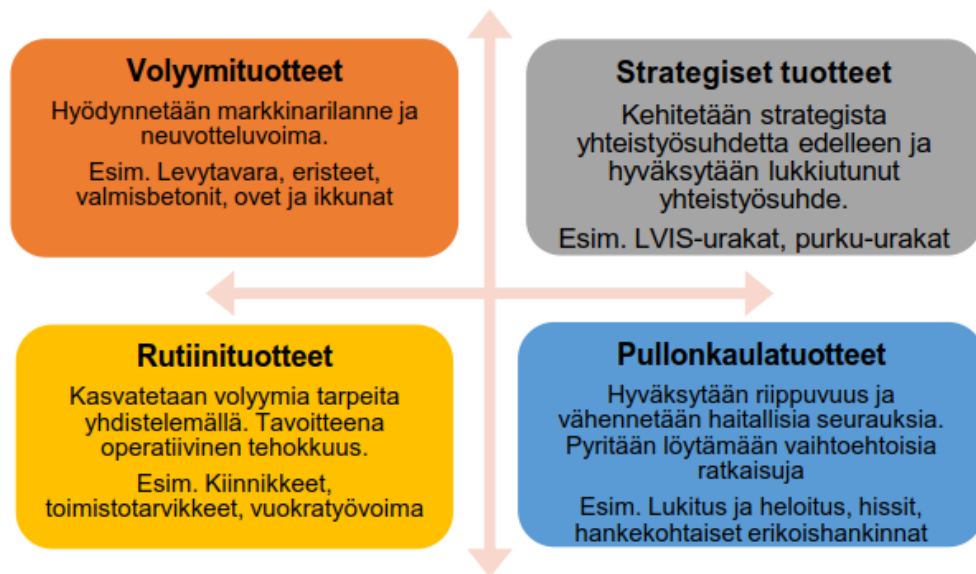 Volyymituotteet
Hyödynnetään markkinarilanne ja
neuvotteluvoima.
Esim. Levytavara, eristeet,
valmisbetonit, ovet ja ikkunat
Strategiset tuotteet
Kehitetään strategista
yhteistyösuhdetta edelleen ja
hyväksytään lukkiutunut
yhteistyösuhde.
Esim. LVIS-urakat, purku-urakat
Rutiinituotteet
Kasvatetaan volyymia tarpeita
yhdistelemällä. Tavoitteena
operatiivinen tehokkuus.
Esim. Kiinnikkeet,
toimistotarvikkeet, vuokratyövoima
Pullonkaulatuotteet
Hyväksytään riippuvuus ja
vähennetään haitallisia seurauksia.
Pyritään löytämään vaihtoehtoisia
ratkaisuja
Esim. Lukitus ja heloitus, hissit,
hankekohtaiset erikoishankinnat